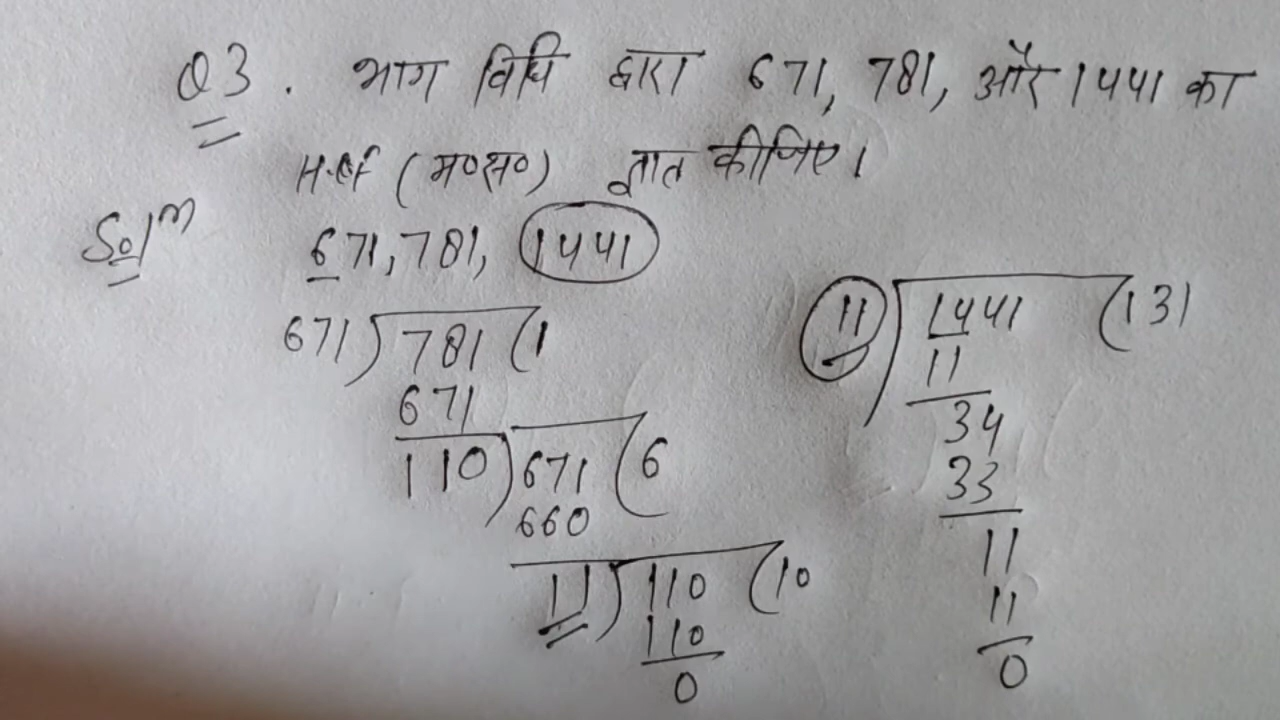 Q3. भाग विधि द्वारा 671, 781, और 1441 का
H.CF (म०स०) ज्ञात कीजिए।
Solⁿ 671, 781, 1441
671) 781 (1
671
110) 671 (6
660
11) 110 (10
110
0
11) 1441 (131
11
34
33
11
11
0